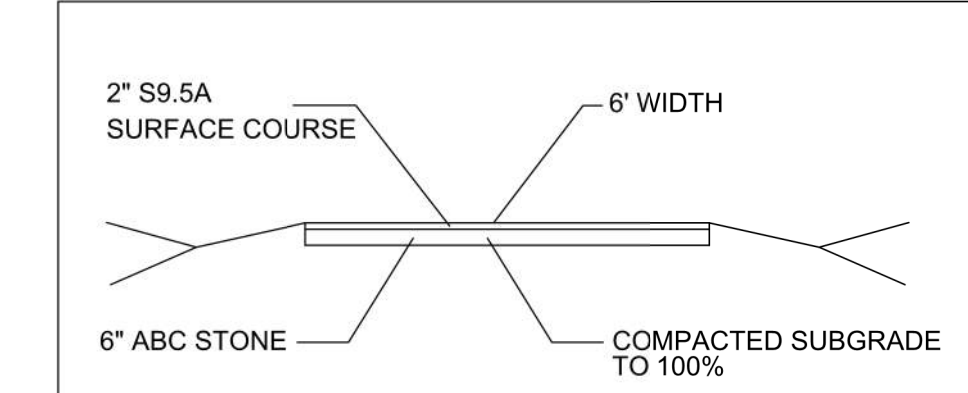 2" S9.5A
SURFACE COURSE
6' WIDTH
6" ABC STONE
COMPACTED SUBGRADE
TO 100%